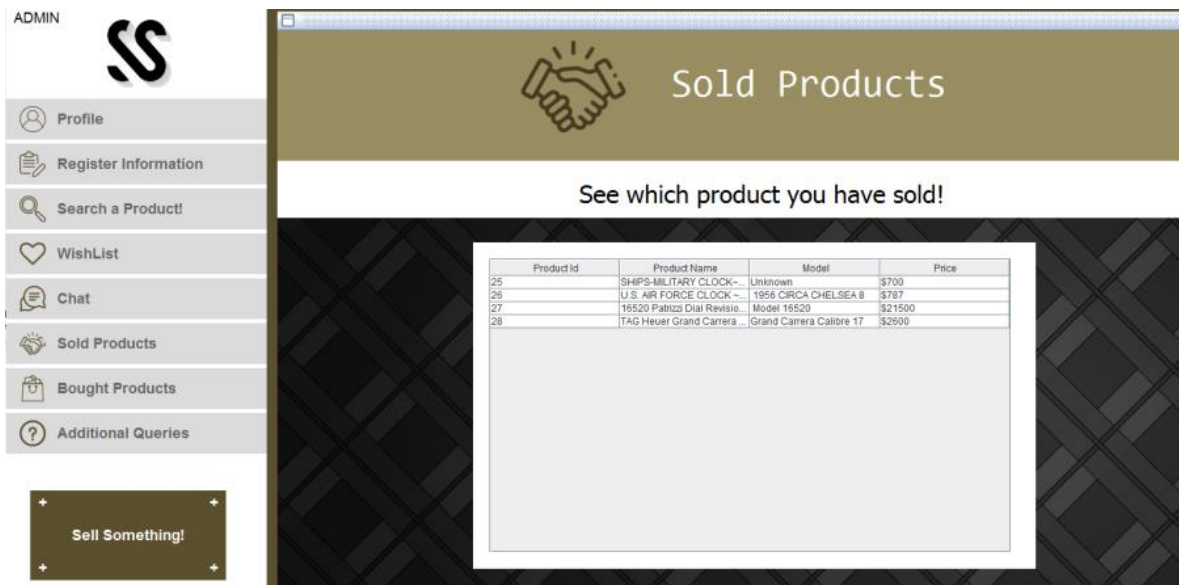 ADMIN
SS
Profile
Register Information
Search a Product!
WishList
Chat
Sold Products
Bought Products
Additional Queries
Sell Something!
Sold Products
See which product you have sold!
Product Id Product Name Model Price
25 SHIPS-MILITARY CLOCK~... Unknown $700
26 U.S. AIR FORCE CLOCK ~... 1956 CIRCA CHELSEA 8 $787
27 16520 Patrizzi Dial Revisio... Model 16520 $21500
28 TAG Heuer Grand Carrera ... Grand Carrera Calibre 17 $2600